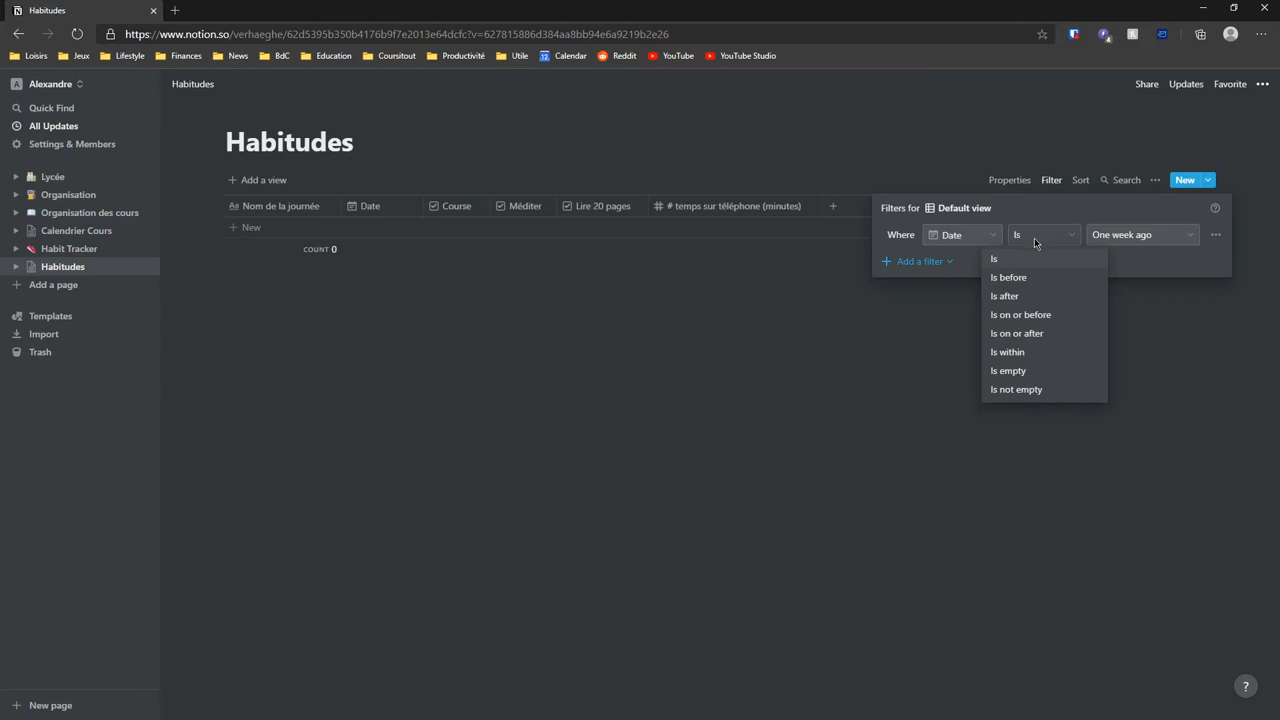 Habitudes
https://www.notion.so/verhaeghe/62d5395b350b4176b9f7e2013e64dcfc?v=627815886d384aa8bb94e6a9219b2e26
Loisirs Jeux Lifestyle Finances News BdC Education Coursitout Productivité Utile Calendar Reddit YouTube YouTube Studio
A Alexandre
Habitudes
Share Updates Favorite
Quick Find
All Updates
Settings & Members
Lycée
Organisation
Organisation des cours
Calendrier Cours
Habit Tracker
Habitudes
Add a page
Templates
Import
Trash
New page
Habitudes
Add a view
Properties Filter Sort Search New
Aa Nom de la journée Date Course Méditer Lire 20 pages # temps sur téléphone (minutes)
New
COUNT 0
Filters for Default view
Where Date Is One week ago
Add a filter
Is
Is before
Is after
Is on or before
Is on or after
Is within
Is empty
Is not empty
?